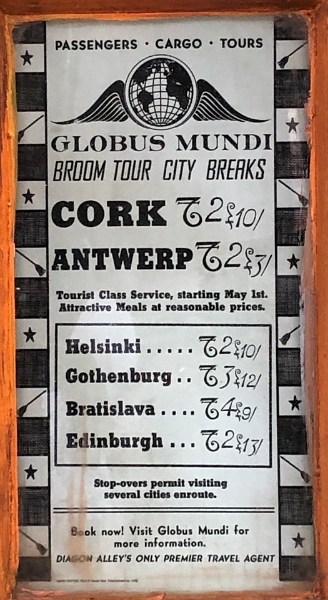 PASSENGERS · CARGO · TOURS
GLOBUS MUNDI
BROOM TOUR CITY BREAKS
CORK 2 10/
ANTWERP 2 3/
Tourist Class Service, starting May 1st.
Attractive Meals at reasonable prices.
Helsinki ..... 2 10/
Gothenburg .. 3 12/
Bratislava .... 4 9/
Edinburgh ... 2 13/
Stop-overs permit visiting
several cities enroute.
Book now! Visit Globus Mundi for
more information.
DIAGON ALLEY'S ONLY PREMIER TRAVEL AGENT